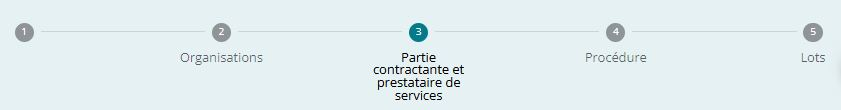 1 2 3 4 5
Organisations Partie Procédure Lots
contractante et
prestataire de
services